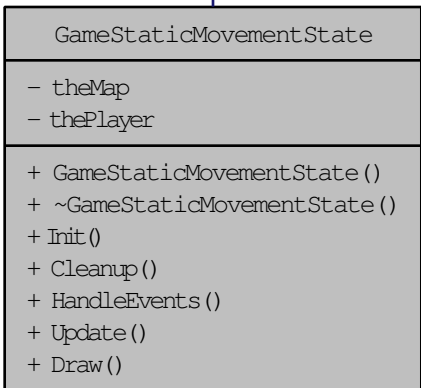 GameStaticMovementState
- theMap
- thePlayer
+ GameStaticMovementState()
+ ~GameStaticMovementState()
+ Init()
+ Cleanup()
+ HandleEvents()
+ Update()
+ Draw()